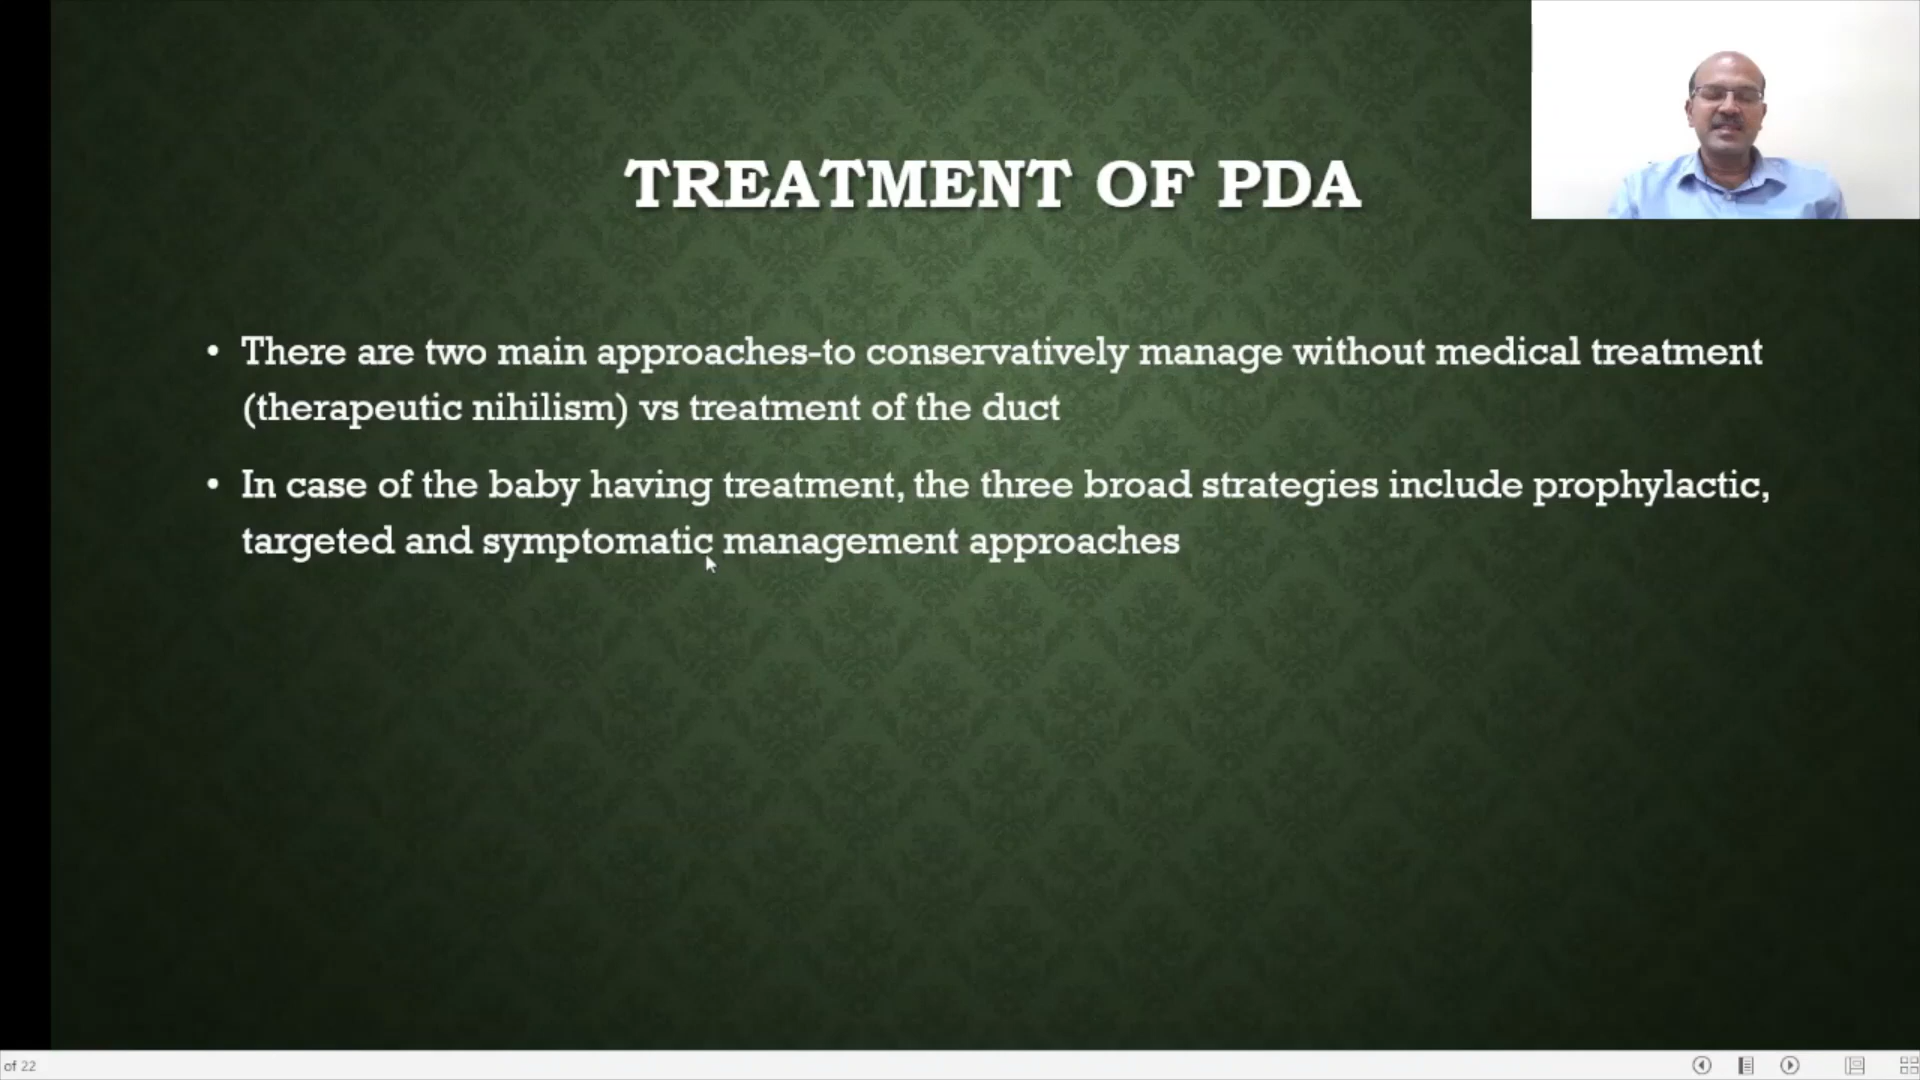 TREATMENT OF PDA
• There are two main approaches-to conservatively manage without medical treatment
(therapeutic nihilism) vs treatment of the duct
• In case of the baby having treatment, the three broad strategies include prophylactic,
targeted and symptomatic management approaches
of 22